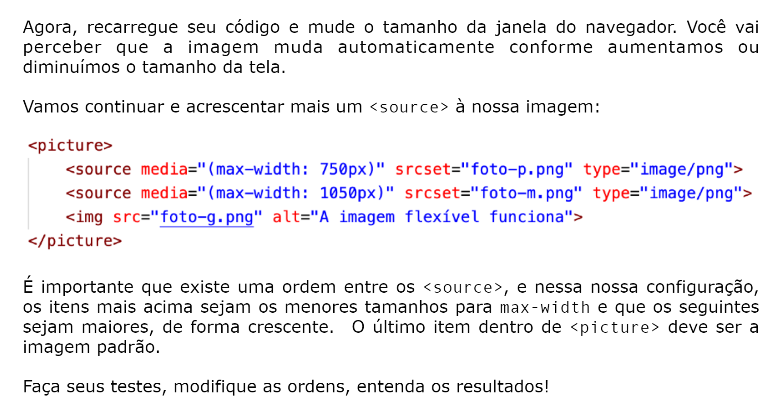 Agora, recarregue seu código e mude o tamanho da janela do navegador. Você vai
perceber que a imagem muda automaticamente conforme aumentamos ou
diminuímos o tamanho da tela.
Vamos continuar e acrescentar mais um <source> à nossa imagem:
<picture>
    <source media="(max-width: 750px)" srcset="foto-p.png" type="image/png">
    <source media="(max-width: 1050px)" srcset="foto-m.png" type="image/png">
    <img src="foto-g.png" alt="A imagem flexível funciona">
</picture>
É importante que existe uma ordem entre os <source>, e nessa nossa configuração,
os itens mais acima sejam os menores tamanhos para max-width e que os seguintes
sejam maiores, de forma crescente.  O último item dentro de <picture> deve ser a
imagem padrão.
Faça seus testes, modifique as ordens, entenda os resultados!